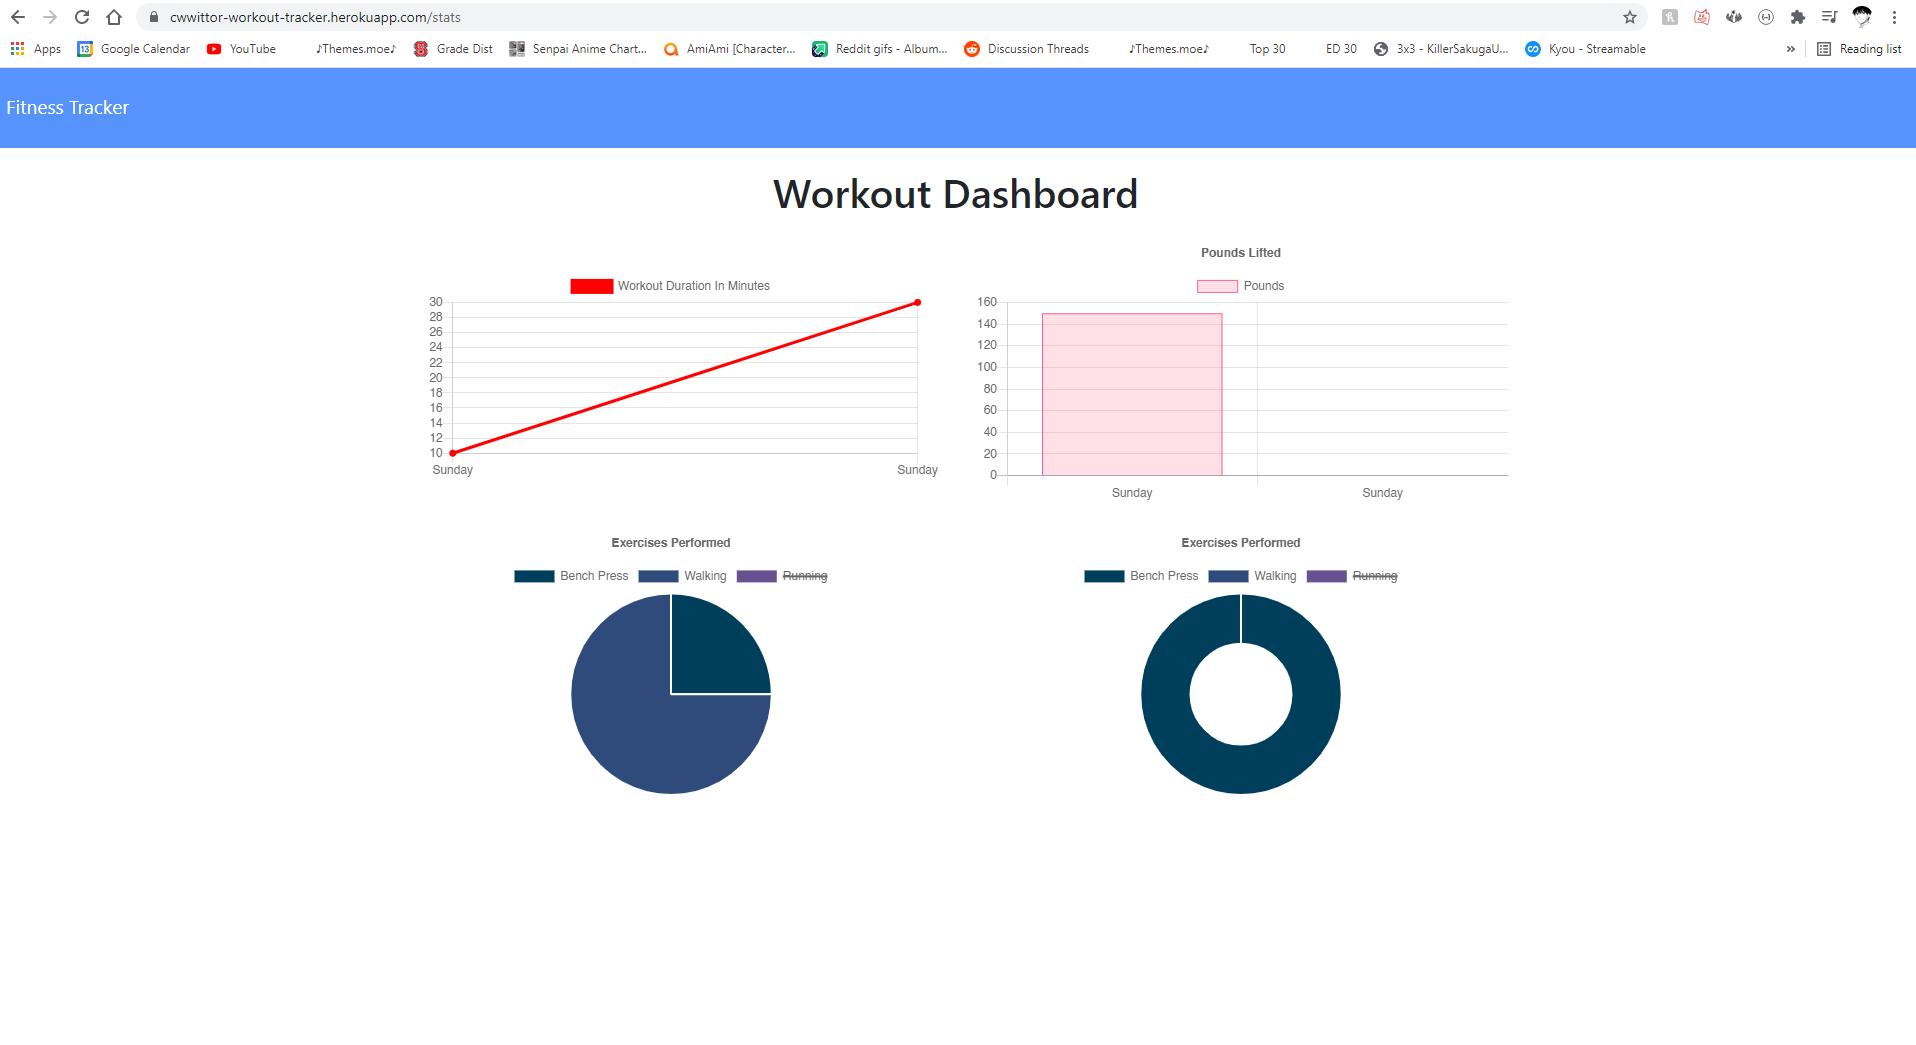 cwwittor-workout-tracker.herokuapp.com/stats
Apps 13 Google Calendar YouTube ♪Themes.moe♪ Grade Dist Senpai Anime Chart... AmiAmi [Character... Reddit gifs - Album... Discussion Threads ♪Themes.moe♪ Top 30 ED 30 3x3 - KillerSakugaU... Kyou - Streamable » Reading list
Fitness Tracker
Workout Dashboard
Workout Duration In Minutes
30
28
26
24
22
20
18
16
14
12
10
Sunday Sunday
Pounds Lifted
Pounds
160
140
120
100
80
60
40
20
0
Sunday Sunday
Exercises Performed
Bench Press Walking Running
Exercises Performed
Bench Press Walking Running